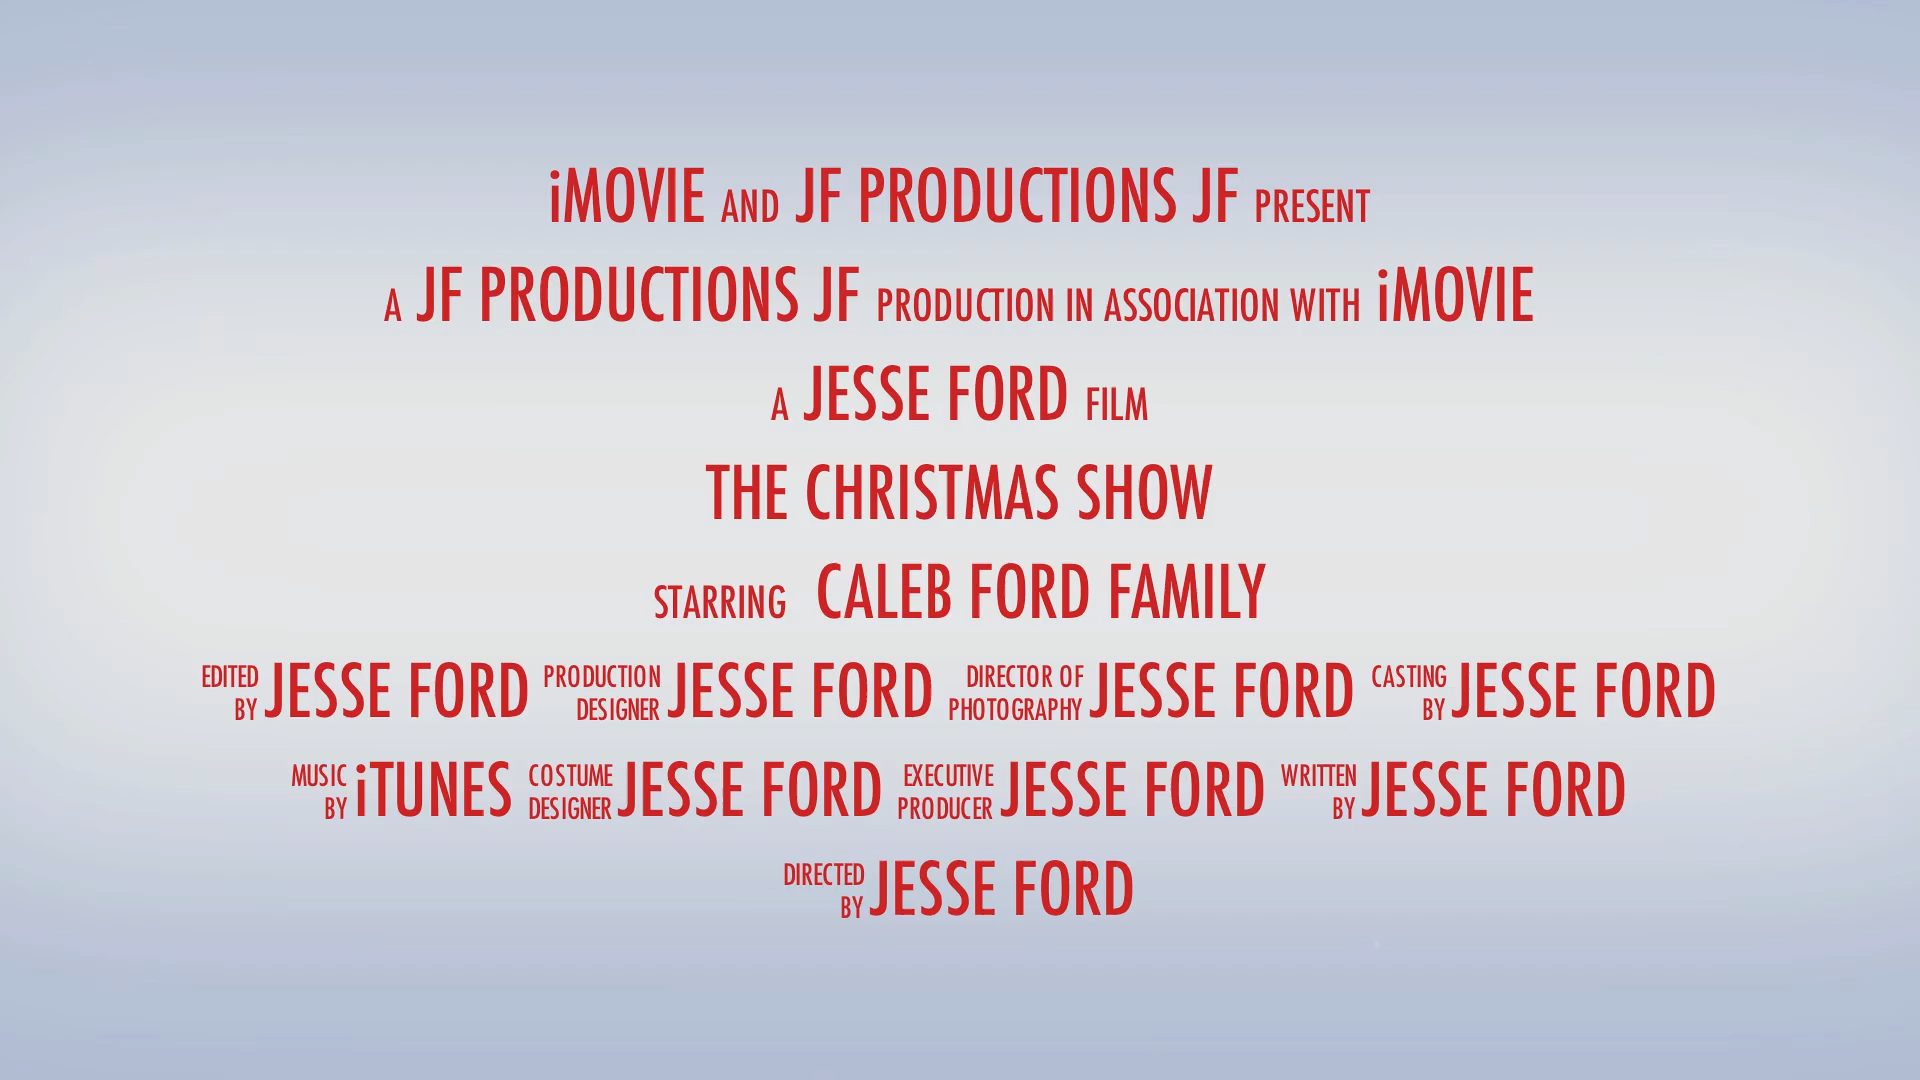 iMOVIE AND JF PRODUCTIONS JF PRESENT
A JF PRODUCTIONS JF PRODUCTION IN ASSOCIATION WITH iMOVIE
A JESSE FORD FILM
THE CHRISTMAS SHOW
STARRING CALEB FORD FAMILY
EDITED BY JESSE FORD PRODUCTION DESIGNER JESSE FORD DIRECTOR OF PHOTOGRAPHY JESSE FORD CASTING BY JESSE FORD
MUSIC BY iTUNES COSTUME DESIGNER JESSE FORD EXECUTIVE PRODUCER JESSE FORD WRITTEN BY JESSE FORD
DIRECTED BY JESSE FORD